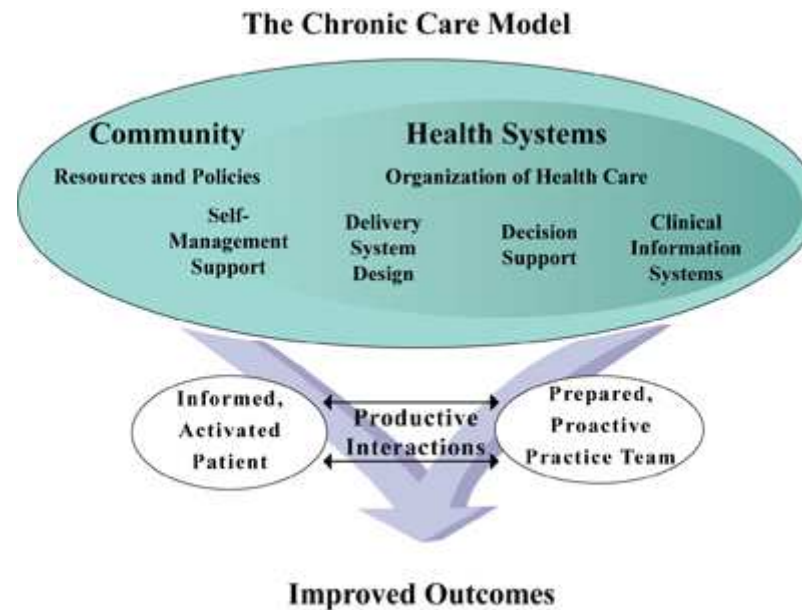 The Chronic Care Model
Community
Health Systems
Resources and Policies
Organization of Health Care
Self-
Management
Support
Delivery
System
Design
Decision
Support
Clinical
Information
Systems
Informed,
Activated
Patient
Productive
Interactions
Prepared,
Proactive
Practice Team
Improved Outcomes